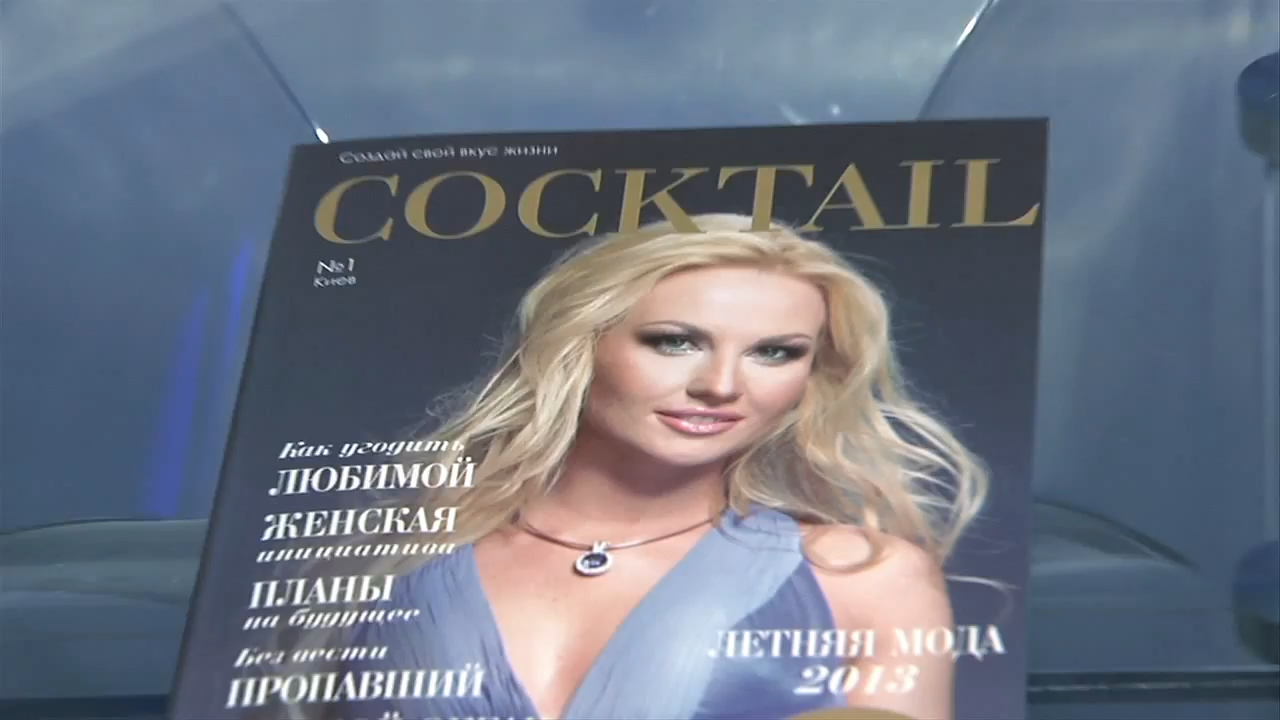 Создай свой вкус жизни
COCKTAIL
№1
Киев
Как угодить
ЛЮБИМОЙ
ЖЕНСКАЯ
инициатива
ПЛАНЫ
на будущее
Без вести
ПРОПАВШИЙ
ЛЕТНЯЯ МОДА
2013